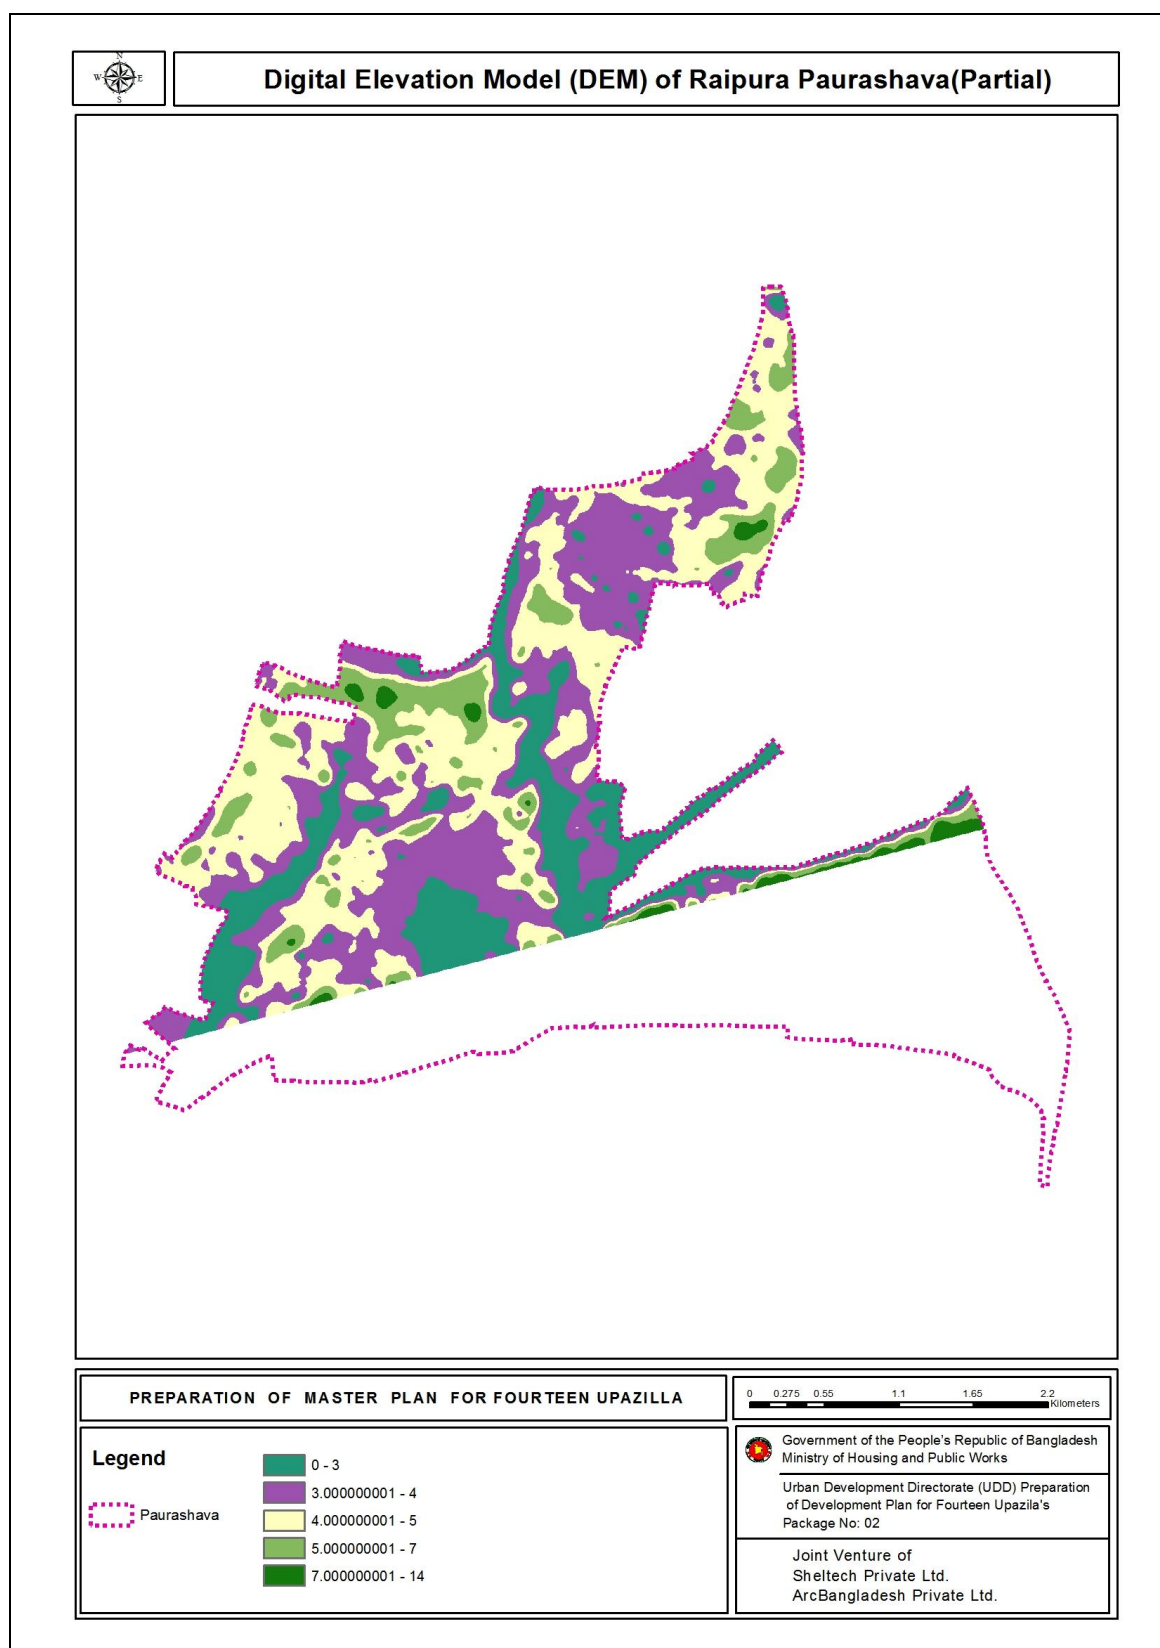 N
W E
S
Digital Elevation Model (DEM) of Raipura Paurashava(Partial)
PREPARATION OF MASTER PLAN FOR FOURTEEN UPAZILLA
0 0.275 0.55 1.1 1.65 2.2
Kilometers
Legend
Paurashava
0 - 3
3.000000001 - 4
4.000000001 - 5
5.000000001 - 7
7.000000001 - 14
Government of the People's Republic of Bangladesh
Ministry of Housing and Public Works
Urban Development Directorate (UDD) Preparation
of Development Plan for Fourteen Upazila's
Package No: 02
Joint Venture of
Sheltech Private Ltd.
ArcBangladesh Private Ltd.